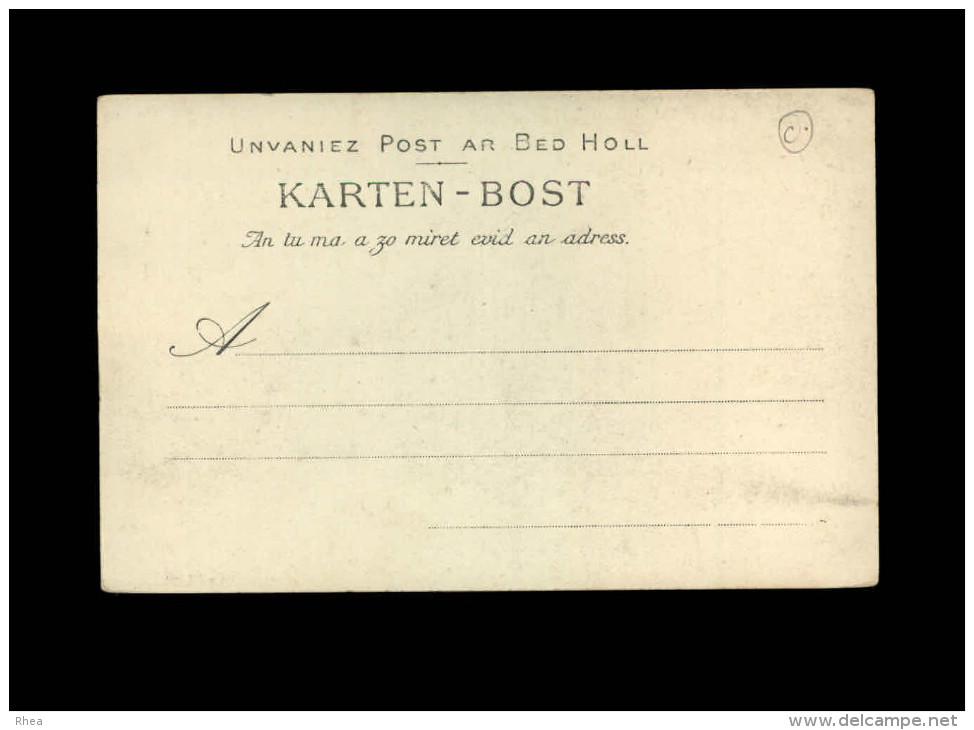 UNVANIEZ POST AR BED HOLL
KARTEN-BOST
An tu ma a zo miret evid an adress.
A
Rhea
www.delcampe.net